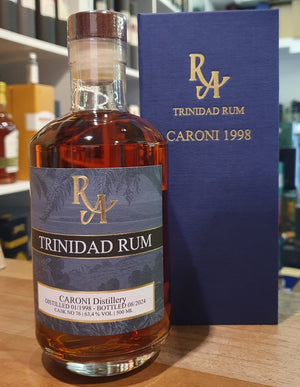 RA
TRINIDAD RUM
CARONI 1998
RA
TRINIDAD RUM
CARONI Distillery
DISTILLED 01/1998 - BOTTLED 08/2024
CASK NO 76 | 63,4 % VOL | 500 ML